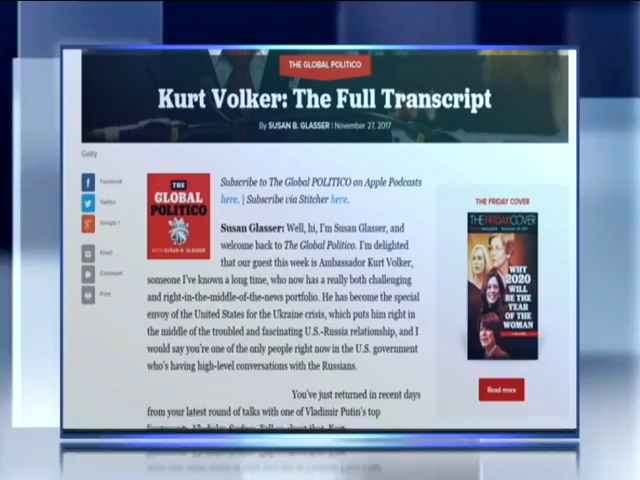 THE GLOBAL POLITICO
Kurt Volker: The Full Transcript
By SUSAN B. GLASSER | November 27, 2017
Getty
Facebook
Twitter
Google +
Email
Comment
Print
THE
GLOBAL
POLITICO
WITH SUSAN B. GLASSER
Subscribe to The Global POLITICO on Apple Podcasts
here. | Subscribe via Stitcher here.
Susan Glasser: Well, hi, I'm Susan Glasser, and
welcome back to The Global Politico. I'm delighted
that our guest this week is Ambassador Kurt Volker,
someone I've known a long time, who now has a really both challenging
and right-in-the-middle-of-the-news portfolio. He has become the special
envoy of the United States for the Ukraine crisis, which puts him right in
the middle of the troubled and fascinating U.S.-Russia relationship, and I
would say you're one of the only people right now in the U.S. government
who's having high-level conversations with the Russians.
You've just returned in recent days
from your latest round of talks with one of Vladimir Putin's top
THE FRIDAY COVER
THE FRIDAY COVER
WHY
2020
WILL
BE THE
YEAR
OF THE
WOMAN
Read more